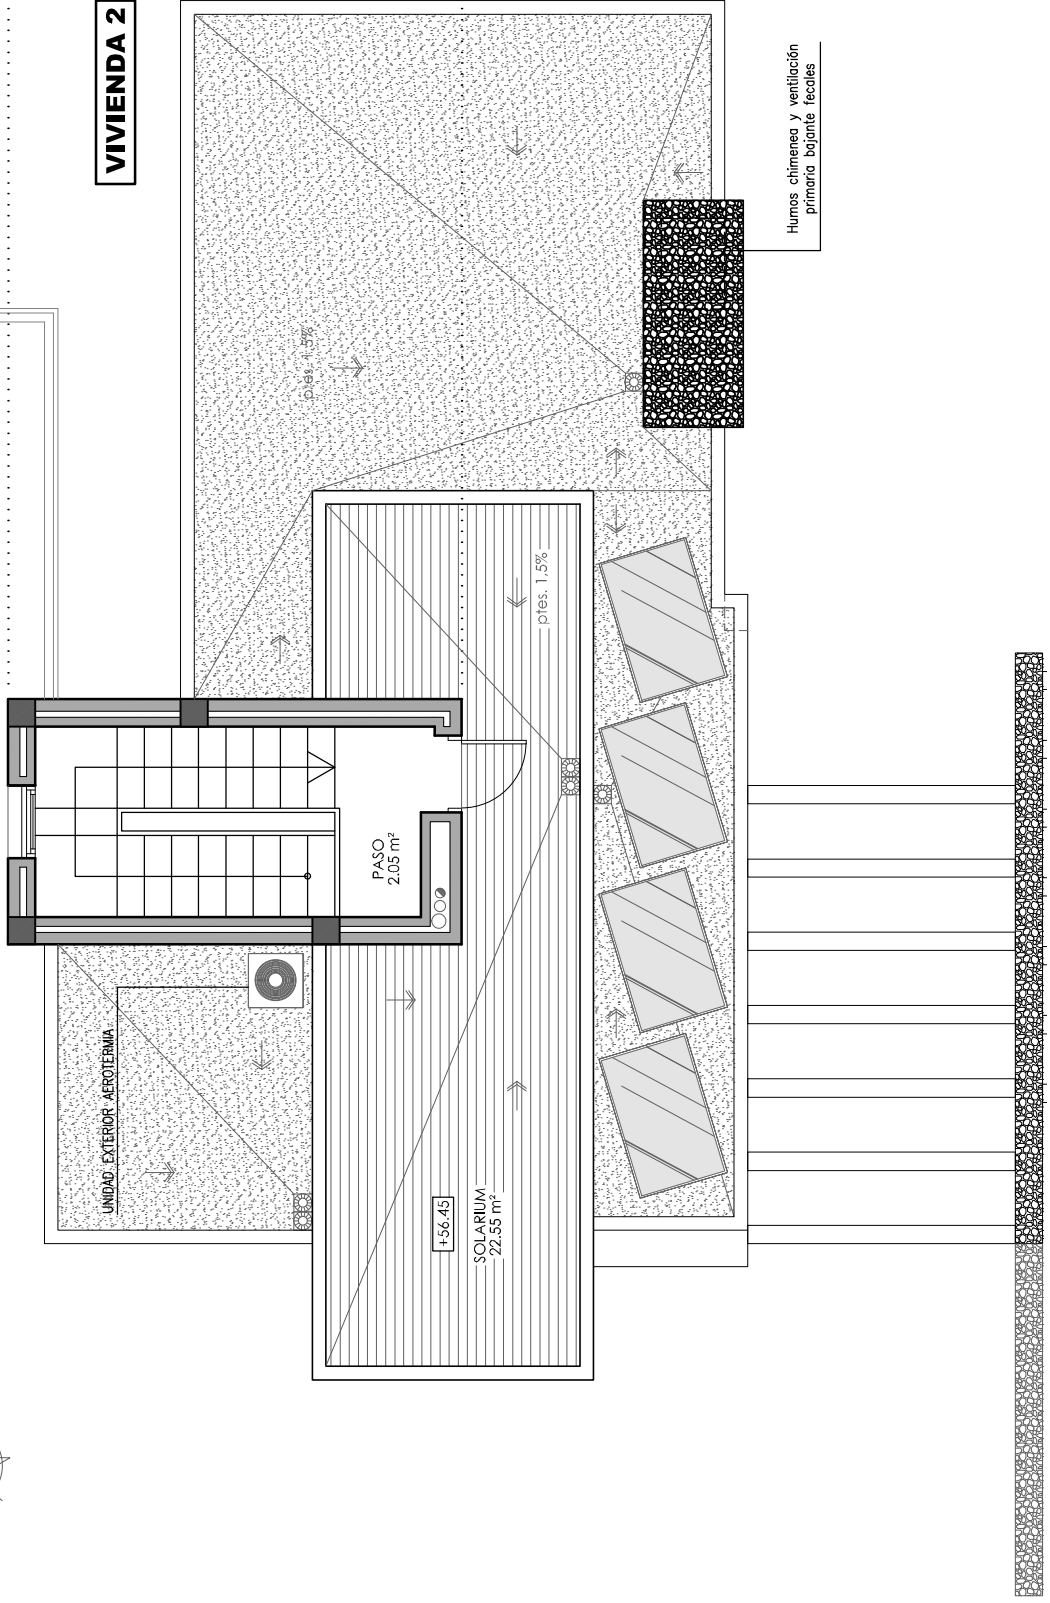 VIVIENDA 2
Humos chimenea y ventilación
primaria bajante fecales
ptes. 1,5%
ptes. 1,5%
PASO
2.05 m²
UNIDAD EXTERIOR AEROTERMIA
+56.45
SOLARIUM
22.55 m²